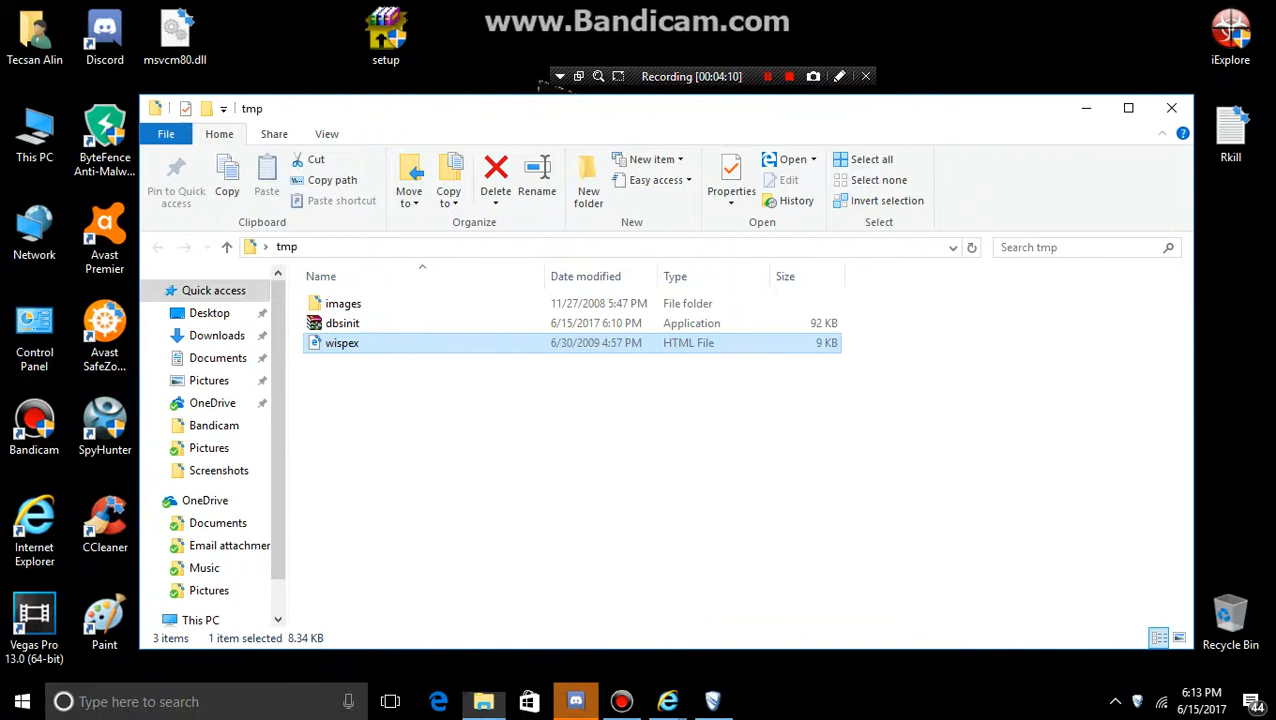 www.Bandicam.com
Recording [00:04:10]
Tecsan Alin
Discord
msvcm80.dll
setup
iExplore
This PC
ByteFence
Anti-Malw...
Rkill
Network
Avast
Premier
Control
Panel
Avast
SafeZo...
Bandicam
SpyHunter
Internet
Explorer
CCleaner
Vegas Pro
13.0 (64-bit)
Paint
Recycle Bin
tmp
File
Home
Share
View
Pin to Quick
access
Copy
Paste
Cut
Copy path
Paste shortcut
Clipboard
Move
to
Copy
to
Delete
Rename
Organize
New
folder
New item
Easy access
New
Properties
Open
Edit
History
Open
Select all
Select none
Invert selection
Select
tmp
Search tmp
Quick access
Desktop
Downloads
Documents
Pictures
OneDrive
Bandicam
Pictures
Screenshots
OneDrive
Documents
Email attachmer
Music
Pictures
This PC
Name Date modified Type Size
images 11/27/2008 5:47 PM File folder
dbsinit 6/15/2017 6:10 PM Application 92 KB
wispex 6/30/2009 4:57 PM HTML File 9 KB
3 items 1 item selected 8.34 KB
Type here to search
6:13 PM
6/15/2017
44